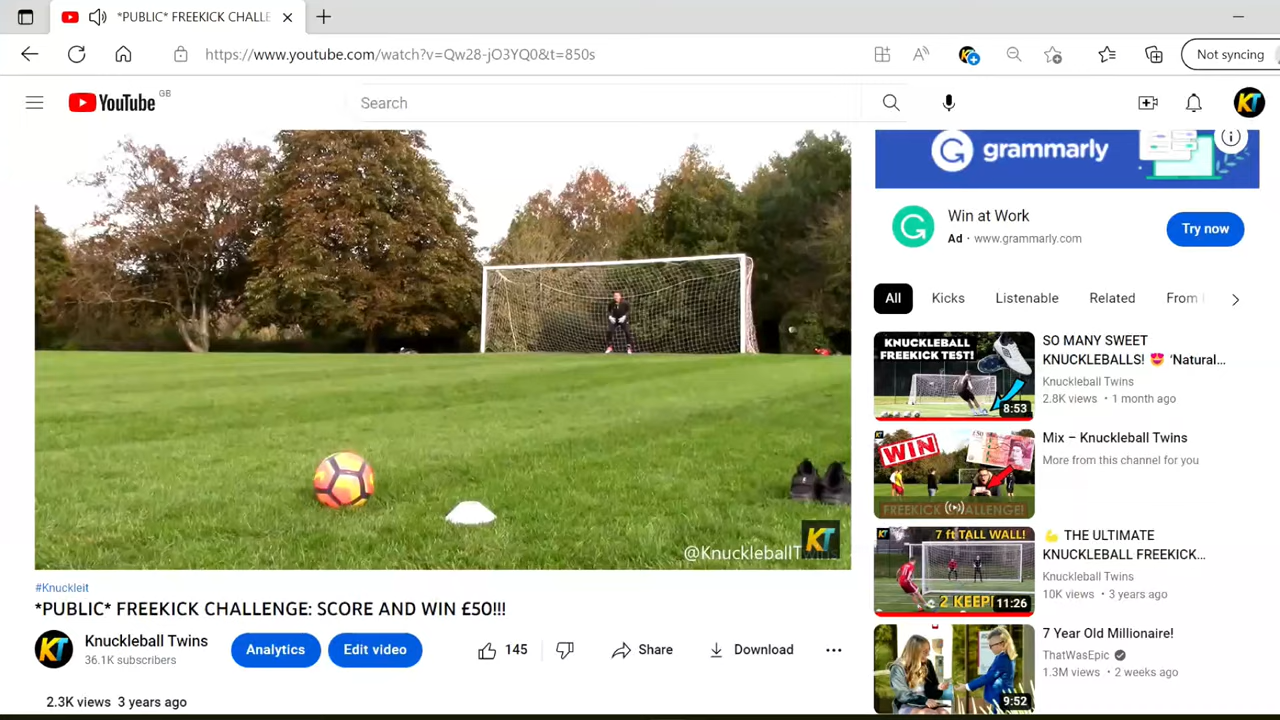 *PUBLIC* FREEKICK CHALLE
https://www.youtube.com/watch?v=Qw28-jO3YQ0&t=850s
Not syncing
YouTube GB
Search
KT
grammarly
Win at Work
Ad · www.grammarly.com
Try now
All
Kicks
Listenable
Related
From
KNUCKLEBALL
FREEKICK TEST!
8:53
SO MANY SWEET
KNUCKLEBALLS! 😍 ‘Natural...
Knuckleball Twins
2.8K views · 1 month ago
WIN
FREEKICK CHALLENGE!
Mix – Knuckleball Twins
More from this channel for you
7 ft TALL WALL!
2 KEEP
11:26
💪 THE ULTIMATE
KNUCKLEBALL FREEKICK...
Knuckleball Twins
10K views · 3 years ago
9:52
7 Year Old Millionaire!
ThatWasEpic
1.3M views · 2 weeks ago
@KnuckleballTwins
KT
#Knuckleit
*PUBLIC* FREEKICK CHALLENGE: SCORE AND WIN £50!!!
KT
Knuckleball Twins
36.1K subscribers
Analytics
Edit video
145
Share
Download
2.3K views 3 years ago